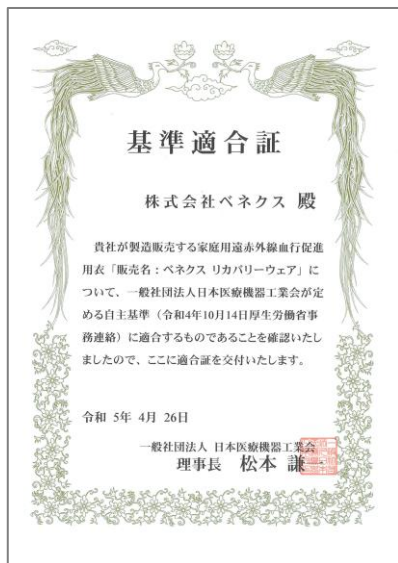 基準適合証
株式会社ベネクス 殿
貴社が製造販売する家庭用遠赤外線血行促進
用衣「販売名：ベネクス リカバリーウェア」に
ついて、一般社団法人日本医療機器工業会が定
める自主基準（令和4年10月14日厚生労働省事
務連絡）に適合するものであることを確認いたし
ましたので、ここに適合証を交付いたします。
令和 5年 4月 26日
一般社団法人 日本医療機器工業会
理事長 松本 謙一